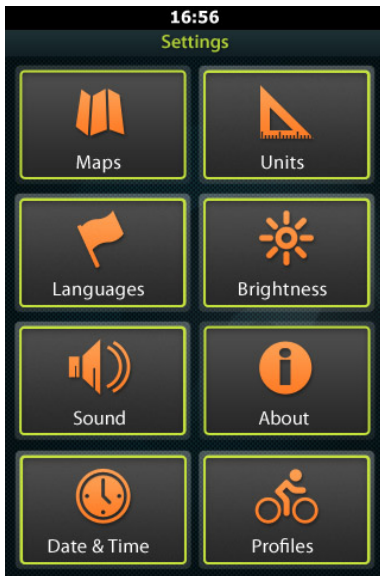 16:56
Settings
Maps
Units
Languages
Brightness
Sound
About
Date & Time
Profiles